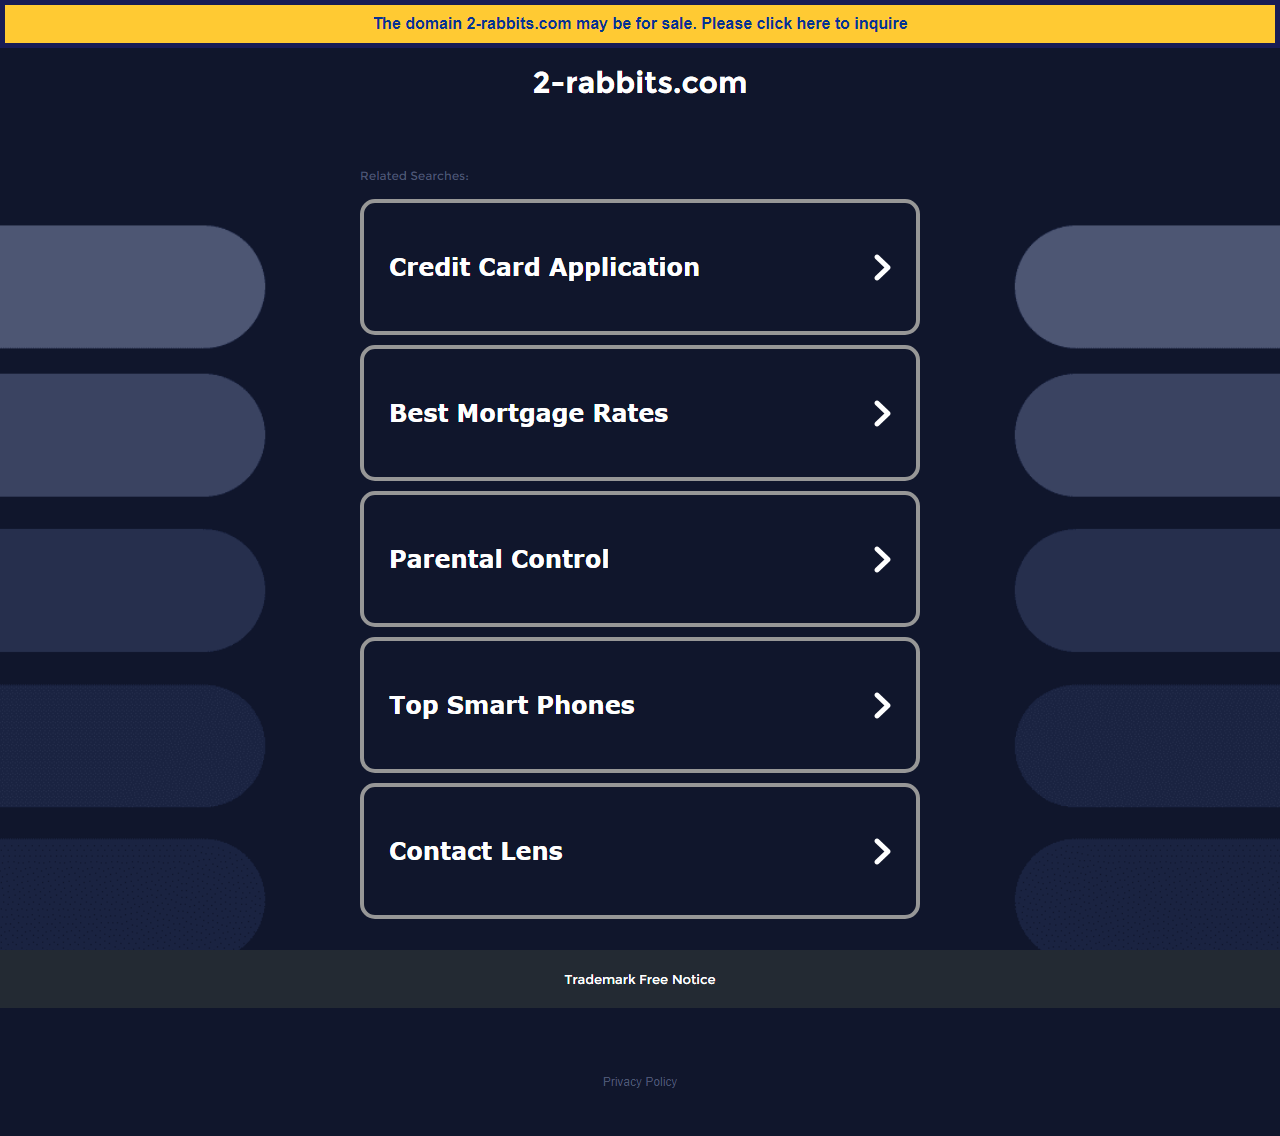 The domain 2-rabbits.com may be for sale. Please click here to inquire
2-rabbits.com
Related Searches:
Credit Card Application
Best Mortgage Rates
Parental Control
Top Smart Phones
Contact Lens
Trademark Free Notice
Privacy Policy